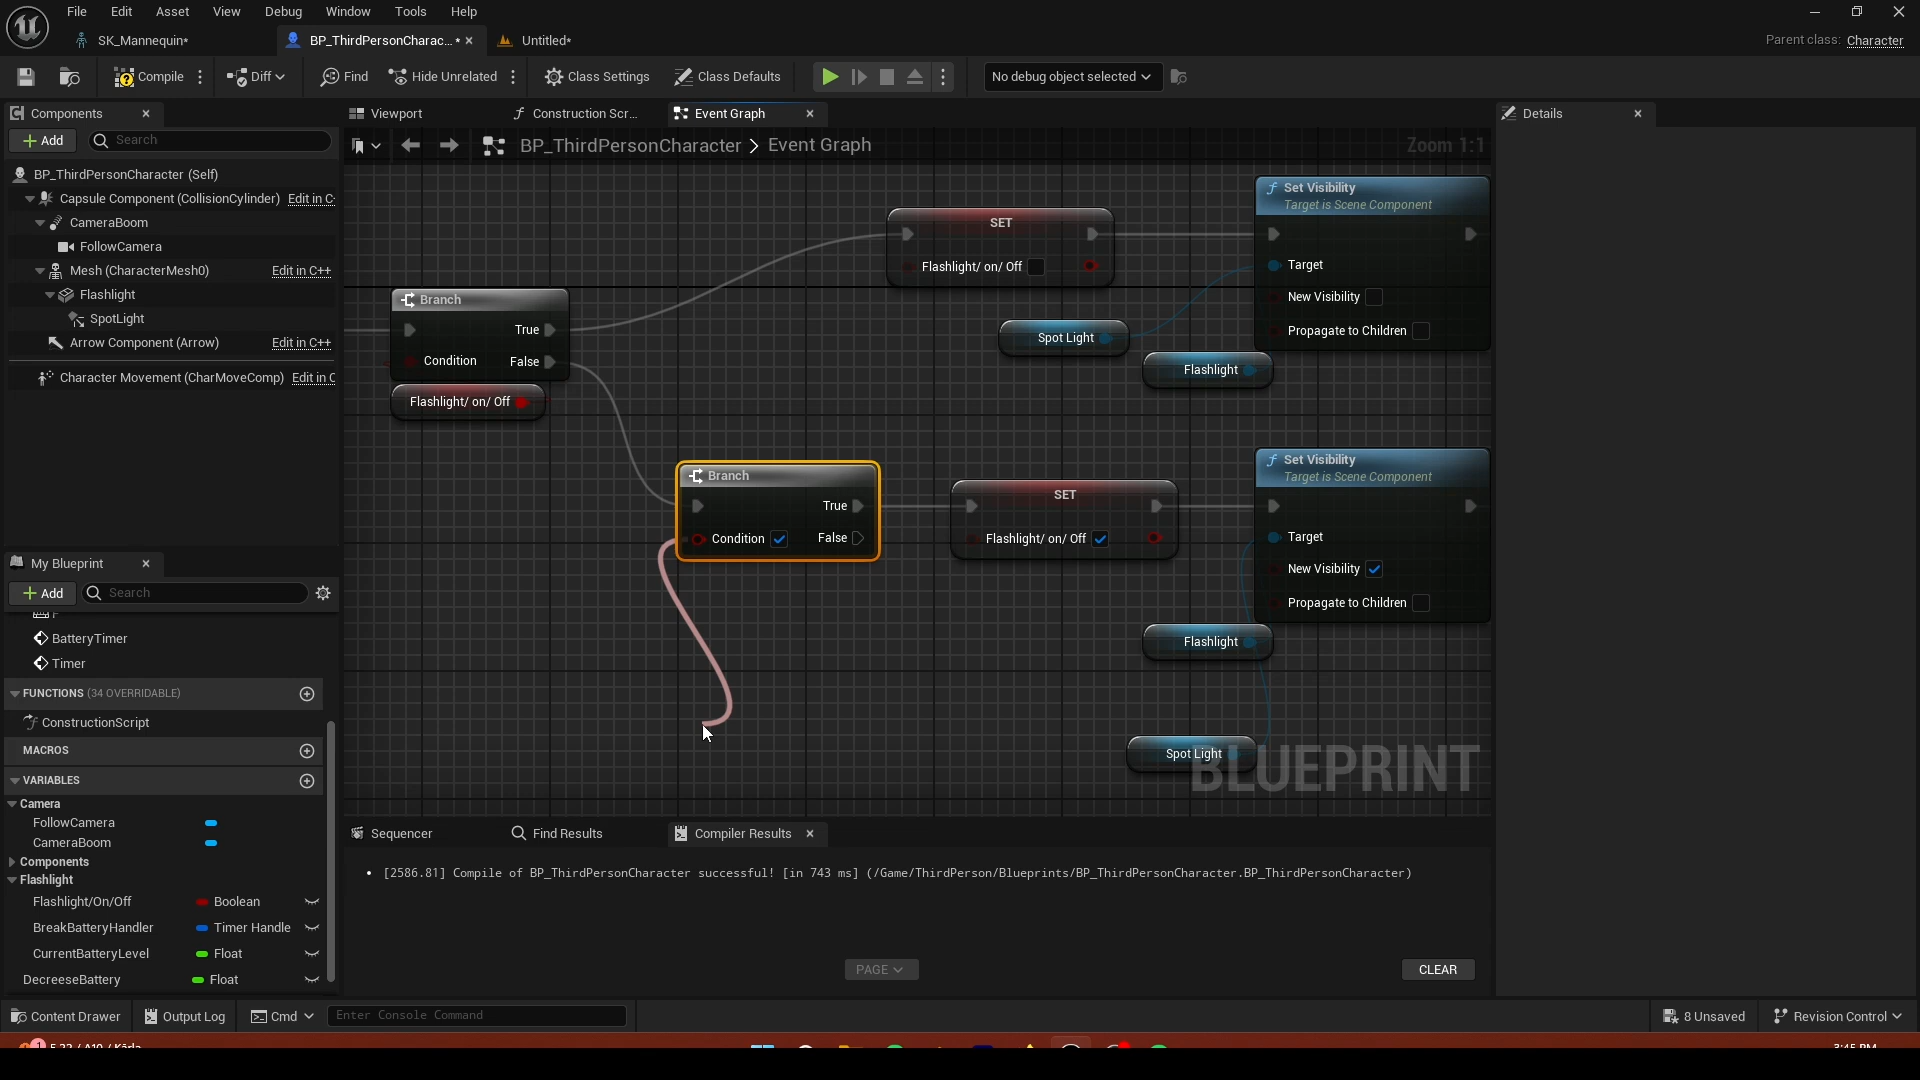 File Edit Asset View Debug Window Tools Help
SK_Mannequin*
BP_ThirdPersonCharac... *
Untitled*
Parent class: Character
Compile
Diff
Find
Hide Unrelated
Class Settings
Class Defaults
No debug object selected
Components
Add
Search
BP_ThirdPersonCharacter (Self)
Capsule Component (CollisionCylinder) Edit in C
CameraBoom
FollowCamera
Mesh (CharacterMesh0) Edit in C++
Flashlight
SpotLight
Arrow Component (Arrow) Edit in C++
Character Movement (CharMoveComp) Edit in C
My Blueprint
Add
Search
BatteryTimer
Timer
FUNCTIONS (34 OVERRIDABLE)
ConstructionScript
MACROS
VARIABLES
Camera
FollowCamera
CameraBoom
Components
Flashlight
Flashlight/On/Off Boolean
BreakBatteryHandler Timer Handle
CurrentBatteryLevel Float
DecreeseBattery Float
Viewport
Construction Scr...
Event Graph
BP_ThirdPersonCharacter > Event Graph
Zoom 1:1
Branch
True
Condition
False
Flashlight/ on/ Off
SET
Flashlight/ on/ Off
Spot Light
Flashlight
Set Visibility
Target is Scene Component
Target
New Visibility
Propagate to Children
Branch
True
Condition
False
SET
Flashlight/ on/ Off
Set Visibility
Target is Scene Component
Target
New Visibility
Propagate to Children
Flashlight
Spot Light
BLUEPRINT
Sequencer
Find Results
Compiler Results
[2586.81] Compile of BP_ThirdPersonCharacter successful! [in 743 ms] (/Game/ThirdPerson/Blueprints/BP_ThirdPersonCharacter.BP_ThirdPersonCharacter)
PAGE
CLEAR
Details
Content Drawer
Output Log
Cmd
Enter Console Command
8 Unsaved
Revision Control